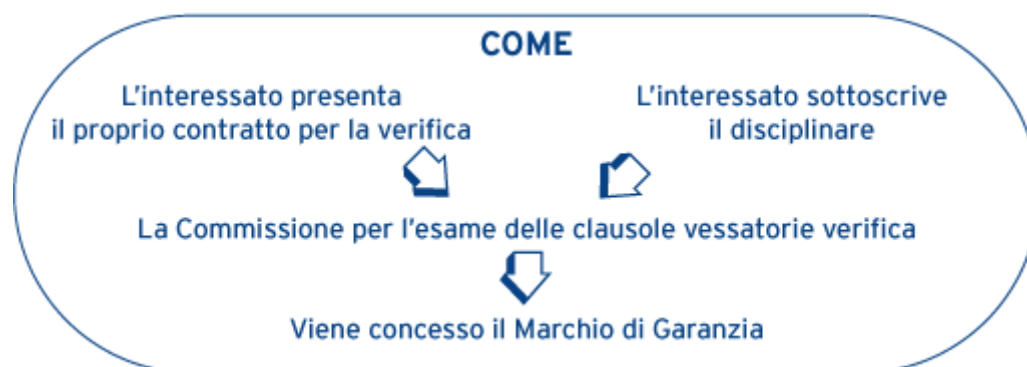 COME
L'interessato presenta
il proprio contratto per la verifica
L'interessato sottoscrive
il disciplinare
La Commissione per l'esame delle clausole vessatorie verifica
Viene concesso il Marchio di Garanzia